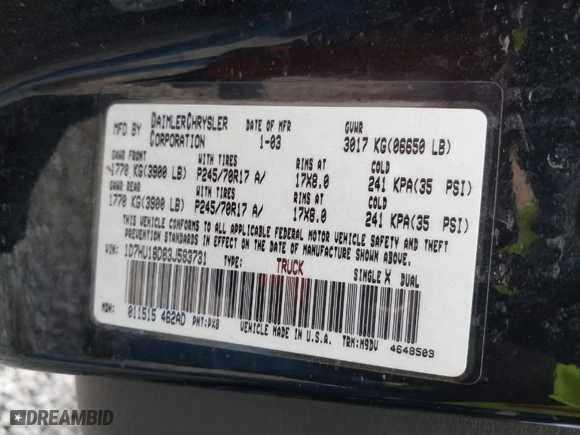 MFD BY DAIMLERCHRYSLER CORPORATION
DATE OF MFR 1-03
GVWR 3017 KG(06650 LB)
GAWR FRONT WITH TIRES RIMS AT COLD
1770 KG(3900 LB) P245/70R17 A/ 17X8.0 241 KPA(35 PSI)
GAWR REAR WITH TIRES RIMS AT COLD
1770 KG(3900 LB) P245/70R17 A/ 17X8.0 241 KPA(35 PSI)
THIS VEHICLE CONFORMS TO ALL APPLICABLE FEDERAL MOTOR VEHICLE SAFETY AND THEFT
PREVENTION STANDARDS IN EFFECT ON THE DATE OF MANUFACTURE SHOWN ABOVE.
VIN: 1D7HU18D83J583731 TYPE: TRUCK SINGLE X DUAL
MDH: 011515 462AD PNT:PX8 VEHICLE MADE IN U.S.A. TRM:M9DV 4648503
DREAMBID